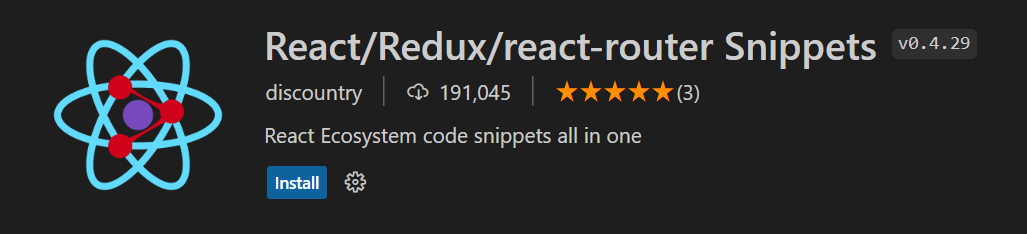 React/Redux/react-router Snippets v0.4.29
discountry 191,045 (3)
React Ecosystem code snippets all in one
Install